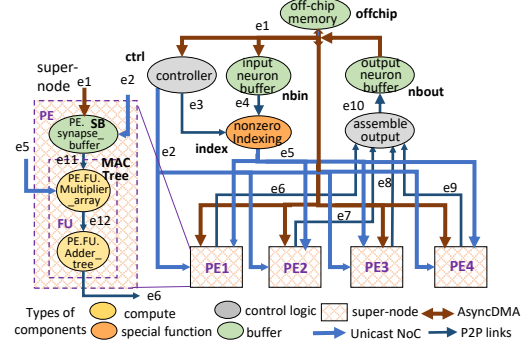 off-chip
memory
offchip
e1
ctrl
controller
input
neuron
buffer
nbin
output
neuron
buffer
nbout
e3
e4
e10
nonzero
Indexing
index
assemble
output
super-
node
e1
e2
PE
PE.
SB
synapse_
buffer
e5
e11
MAC
Tree
PE.FU.
Multiplier
_array
e12
FU
PE.FU.
Adder_
tree
e6
e2
e5
e6
e7
e8
e9
PE1
PE2
PE3
PE4
Types of
components
compute
special function
control logic
buffer
super-node
AsyncDMA
Unicast NoC
P2P links